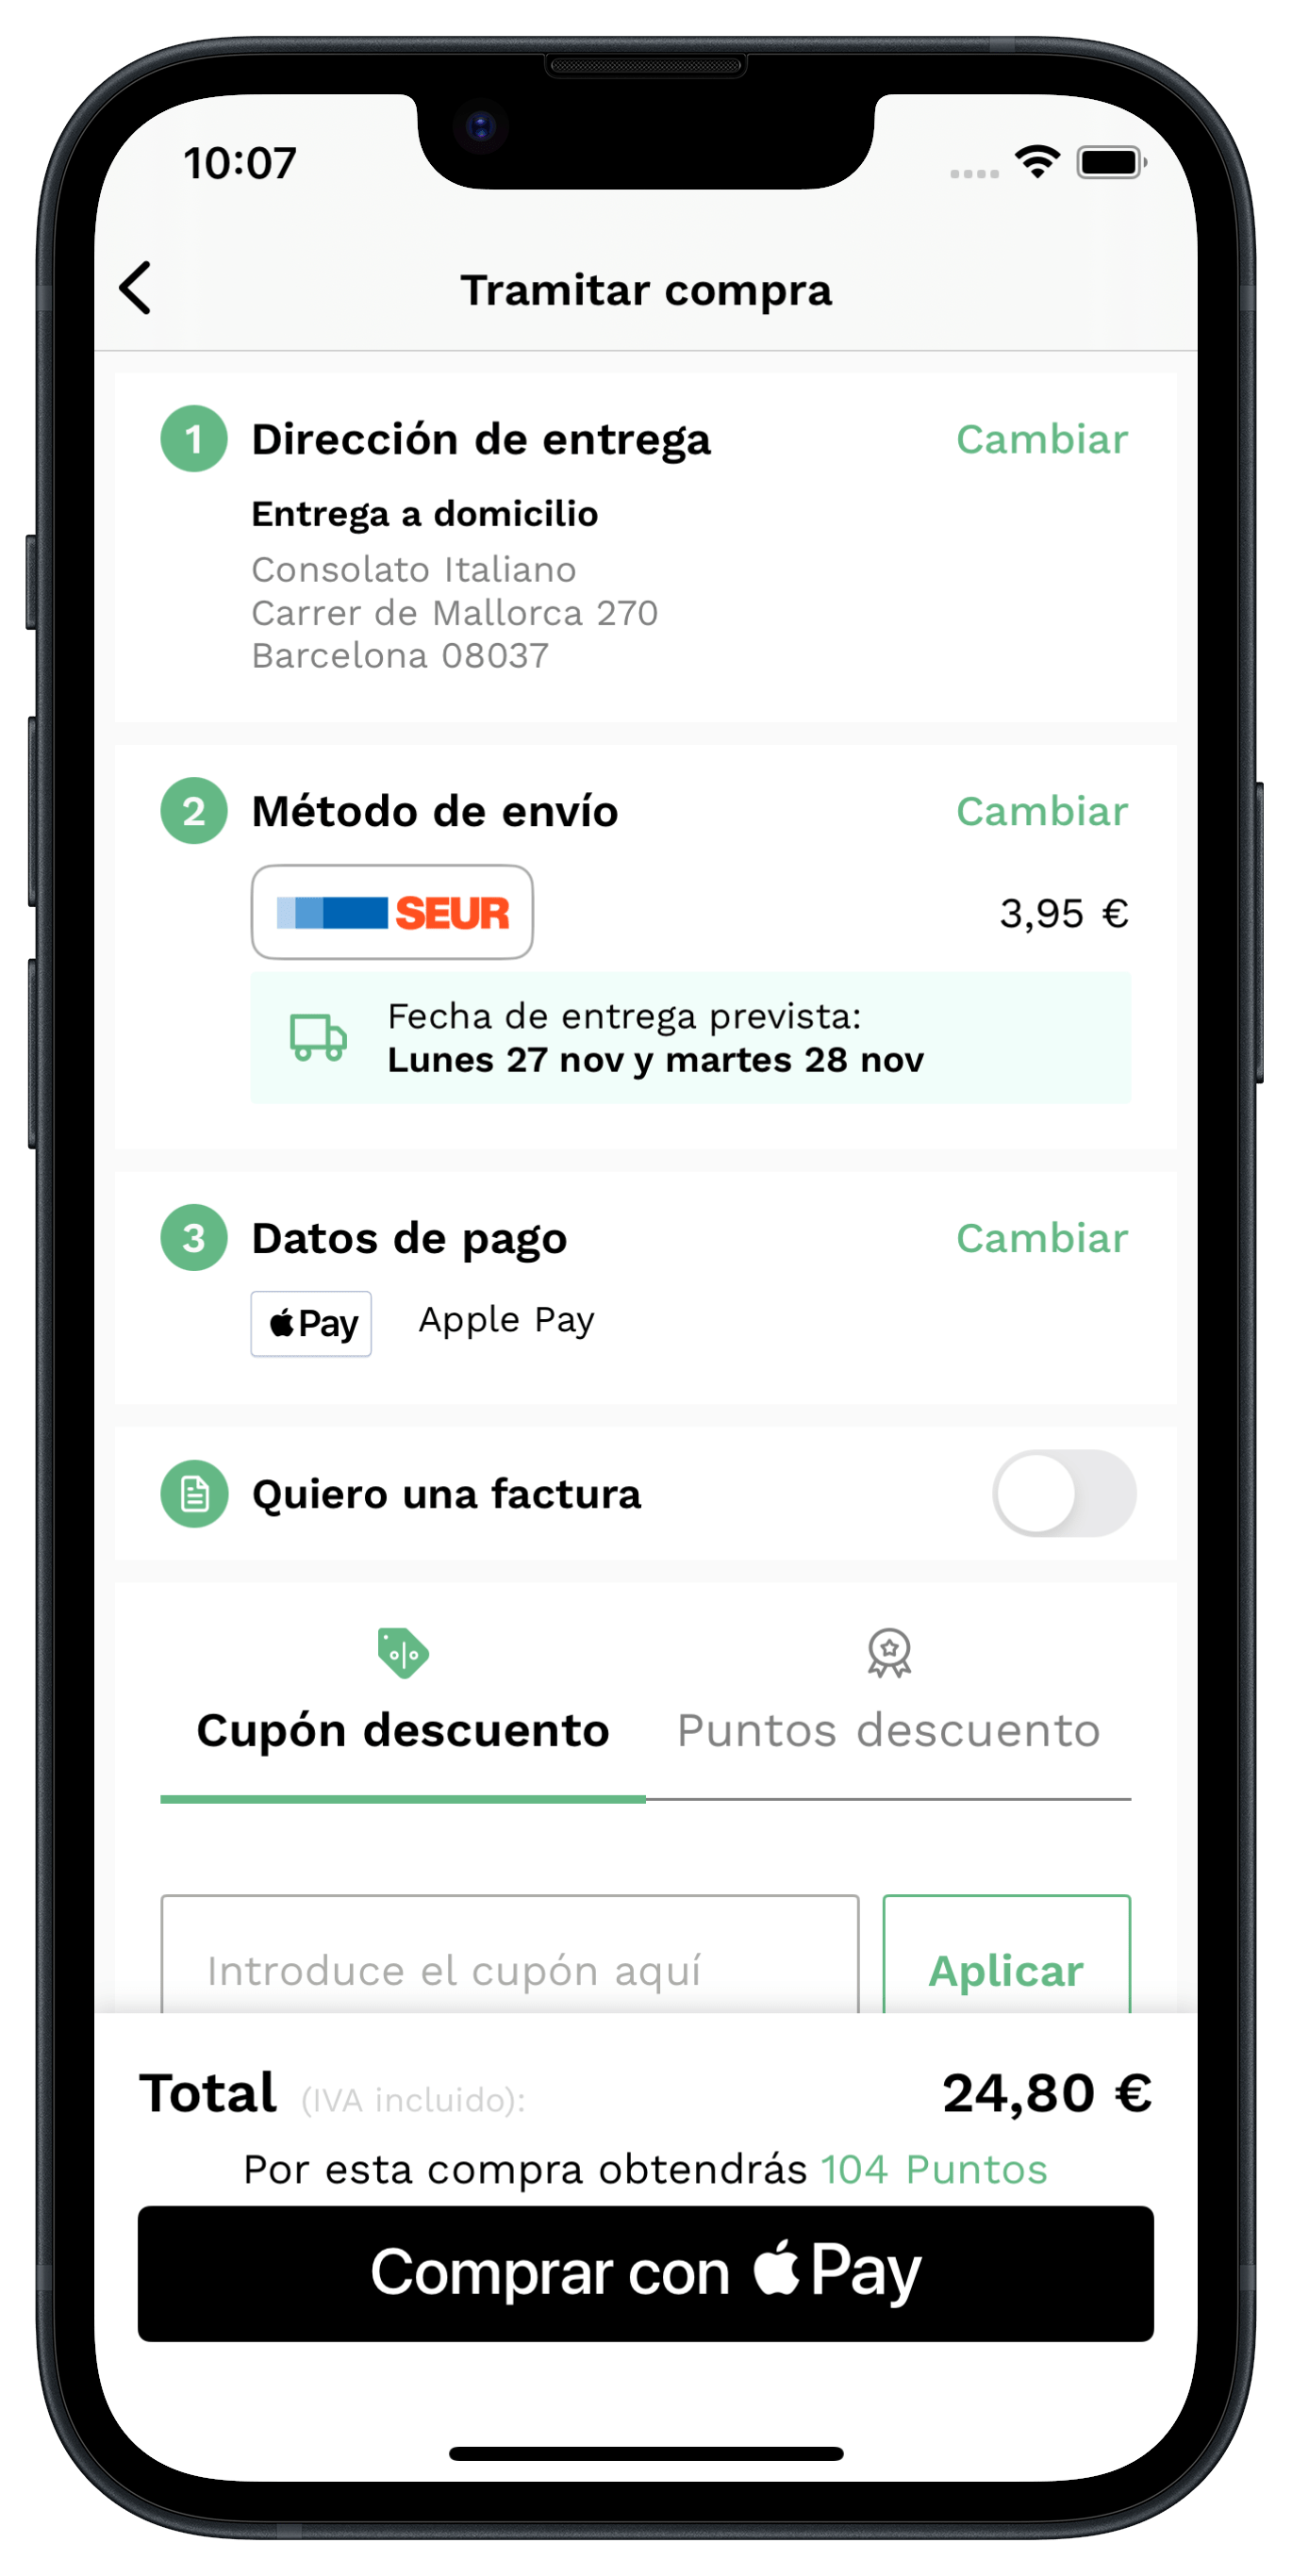 10:07
Tramitar compra
1 Dirección de entrega Cambiar
Entrega a domicilio
Consolato Italiano
Carrer de Mallorca 270
Barcelona 08037
2 Método de envío Cambiar
SEUR 3,95 €
Fecha de entrega prevista:
Lunes 27 nov y martes 28 nov
3 Datos de pago Cambiar
Pay Apple Pay
Quiero una factura
Cupón descuento Puntos descuento
Introduce el cupón aquí Aplicar
Total (IVA incluido): 24,80 €
Por esta compra obtendrás 104 Puntos
Comprar con Pay